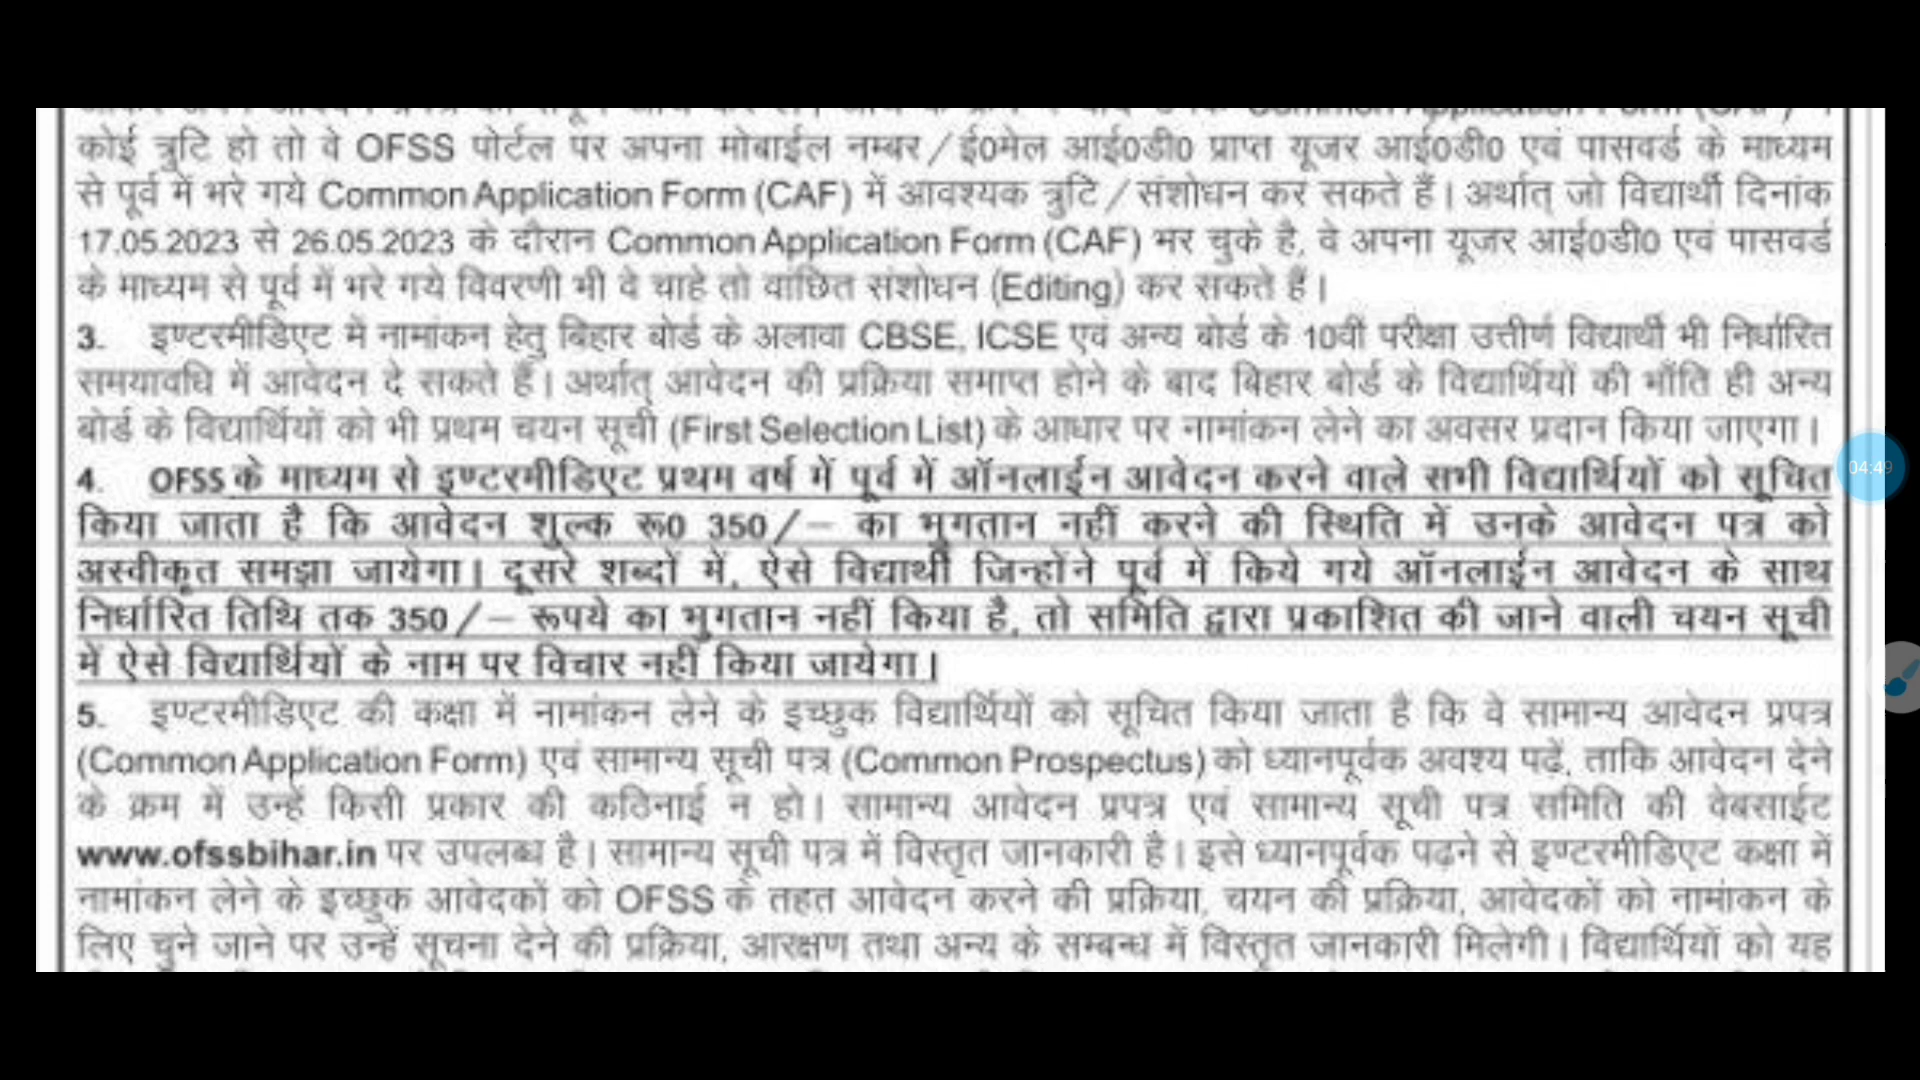 कोई त्रुटि हो तो वे OFSS पोर्टल पर अपना मोबाईल नम्बर/ई0मेल आई0डी0 प्राप्त यूजर आई0डी0 एवं पासवर्ड के माध्यम
से पूर्व में भरे गये Common Application Form (CAF) में आवश्यक त्रुटि/संशोधन कर सकते हैं। अर्थात् जो विद्यार्थी दिनांक
17.05.2023 से 26.05.2023 के दौरान Common Application Form (CAF) भर चुके है, वे अपना यूजर आई0डी0 एवं पासवर्ड
के माध्यम से पूर्व में भरे गये विवरणी भी वे चाहे तो वांछित संशोधन (Editing) कर सकते हैं।
3. इण्टरमीडिएट में नामांकन हेतु बिहार बोर्ड के अलावा CBSE, ICSE एवं अन्य बोर्ड के 10वीं परीक्षा उत्तीर्ण विद्यार्थी भी निर्धारित
समयावधि में आवेदन दे सकते हैं। अर्थात् आवेदन की प्रक्रिया समाप्त होने के बाद बिहार बोर्ड के विद्यार्थियों की भाँति ही अन्य
बोर्ड के विद्यार्थियों को भी प्रथम चयन सूची (First Selection List) के आधार पर नामांकन लेने का अवसर प्रदान किया जाएगा।
4. OFSS के माध्यम से इण्टरमीडिएट प्रथम वर्ष में पूर्व में ऑनलाईन आवेदन करने वाले सभी विद्यार्थियों को सूचित
किया जाता है कि आवेदन शुल्क रू0 350/– का भुगतान नहीं करने की स्थिति में उनके आवेदन पत्र को
अस्वीकृत समझा जायेगा। दूसरे शब्दों में, ऐसे विद्यार्थी जिन्होंने पूर्व में किये गये ऑनलाईन आवेदन के साथ
निर्धारित तिथि तक 350/– रूपये का भुगतान नहीं किया है, तो समिति द्वारा प्रकाशित की जाने वाली चयन सूची
में ऐसे विद्यार्थियों के नाम पर विचार नहीं किया जायेगा।
5. इण्टरमीडिएट की कक्षा में नामांकन लेने के इच्छुक विद्यार्थियों को सूचित किया जाता है कि वे सामान्य आवेदन प्रपत्र
(Common Application Form) एवं सामान्य सूची पत्र (Common Prospectus) को ध्यानपूर्वक अवश्य पढें, ताकि आवेदन देने
के क्रम में उन्हें किसी प्रकार की कठिनाई न हो। सामान्य आवेदन प्रपत्र एवं सामान्य सूची पत्र समिति की वेबसाईट
www.ofssbihar.in पर उपलब्ध है। सामान्य सूची पत्र में विस्तृत जानकारी है। इसे ध्यानपूर्वक पढ़ने से इण्टरमीडिएट कक्षा में
नामांकन लेने के इच्छुक आवेदकों को OFSS के तहत आवेदन करने की प्रक्रिया, चयन की प्रक्रिया, आवेदकों को नामांकन के
लिए चुने जाने पर उन्हें सूचना देने की प्रक्रिया, आरक्षण तथा अन्य के सम्बन्ध में विस्तृत जानकारी मिलेगी। विद्यार्थियों को यह
04:49